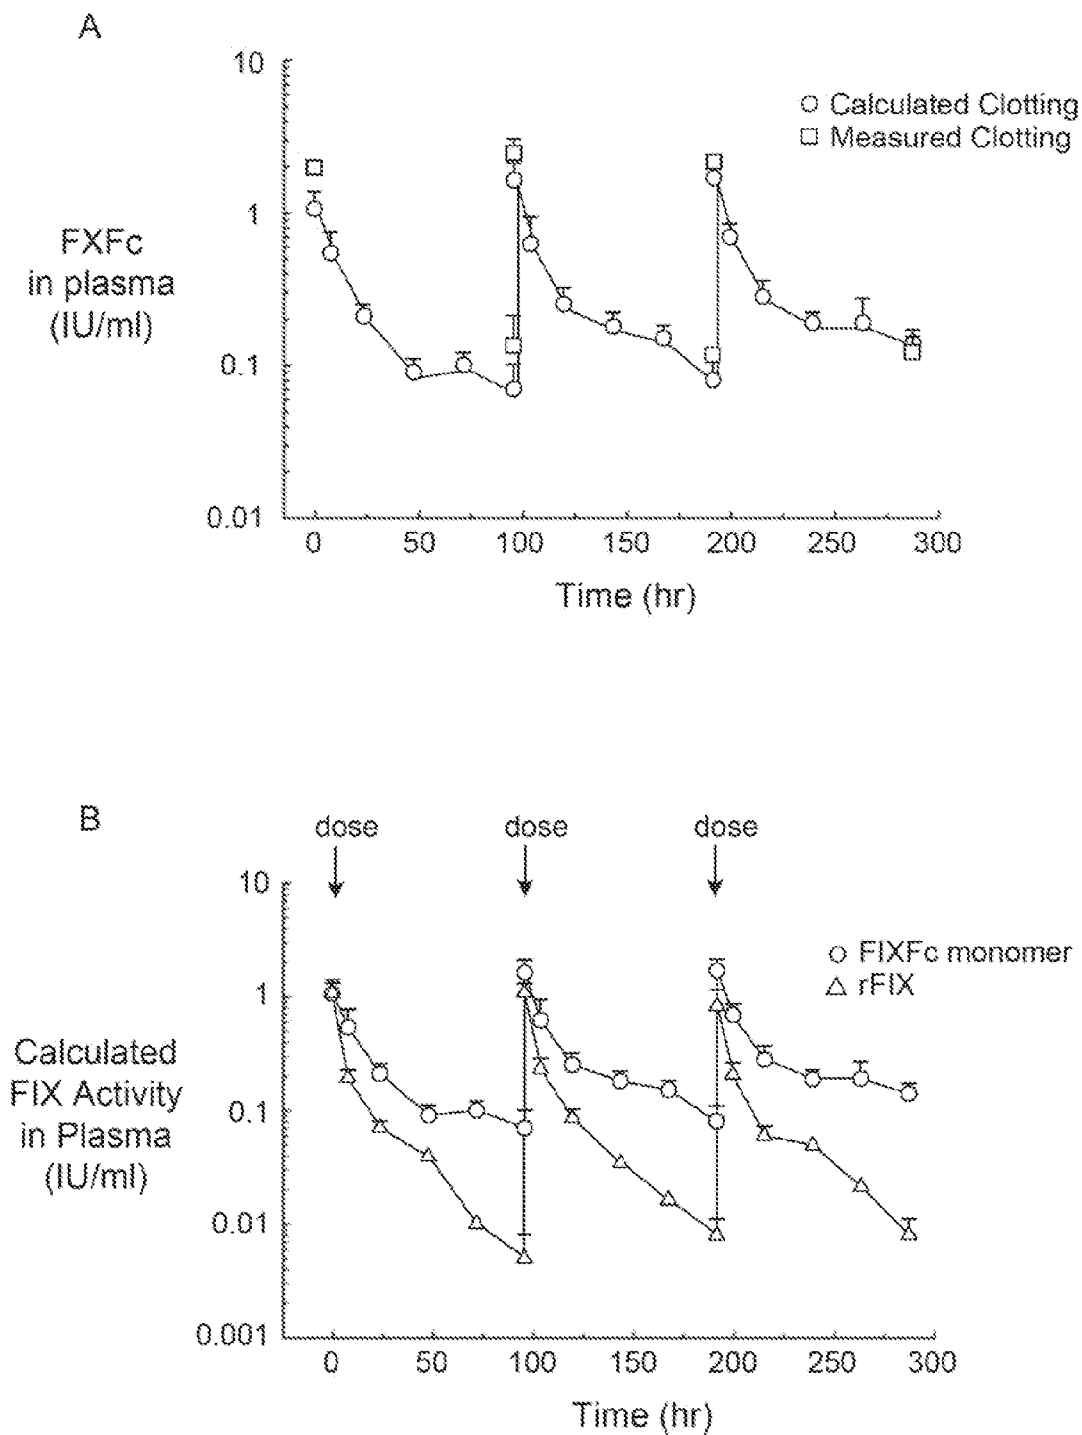 A
10
1
0.1
0.01
FXFc
in plasma
(IU/ml)
Calculated Clotting
Measured Clotting
0 50 100 150 200 250 300
Time (hr)
B
dose dose dose
10
1
0.1
0.01
0.001
Calculated
FIX Activity
in Plasma
(IU/ml)
FIXFc monomer
rFIX
0 50 100 150 200 250 300
Time (hr)